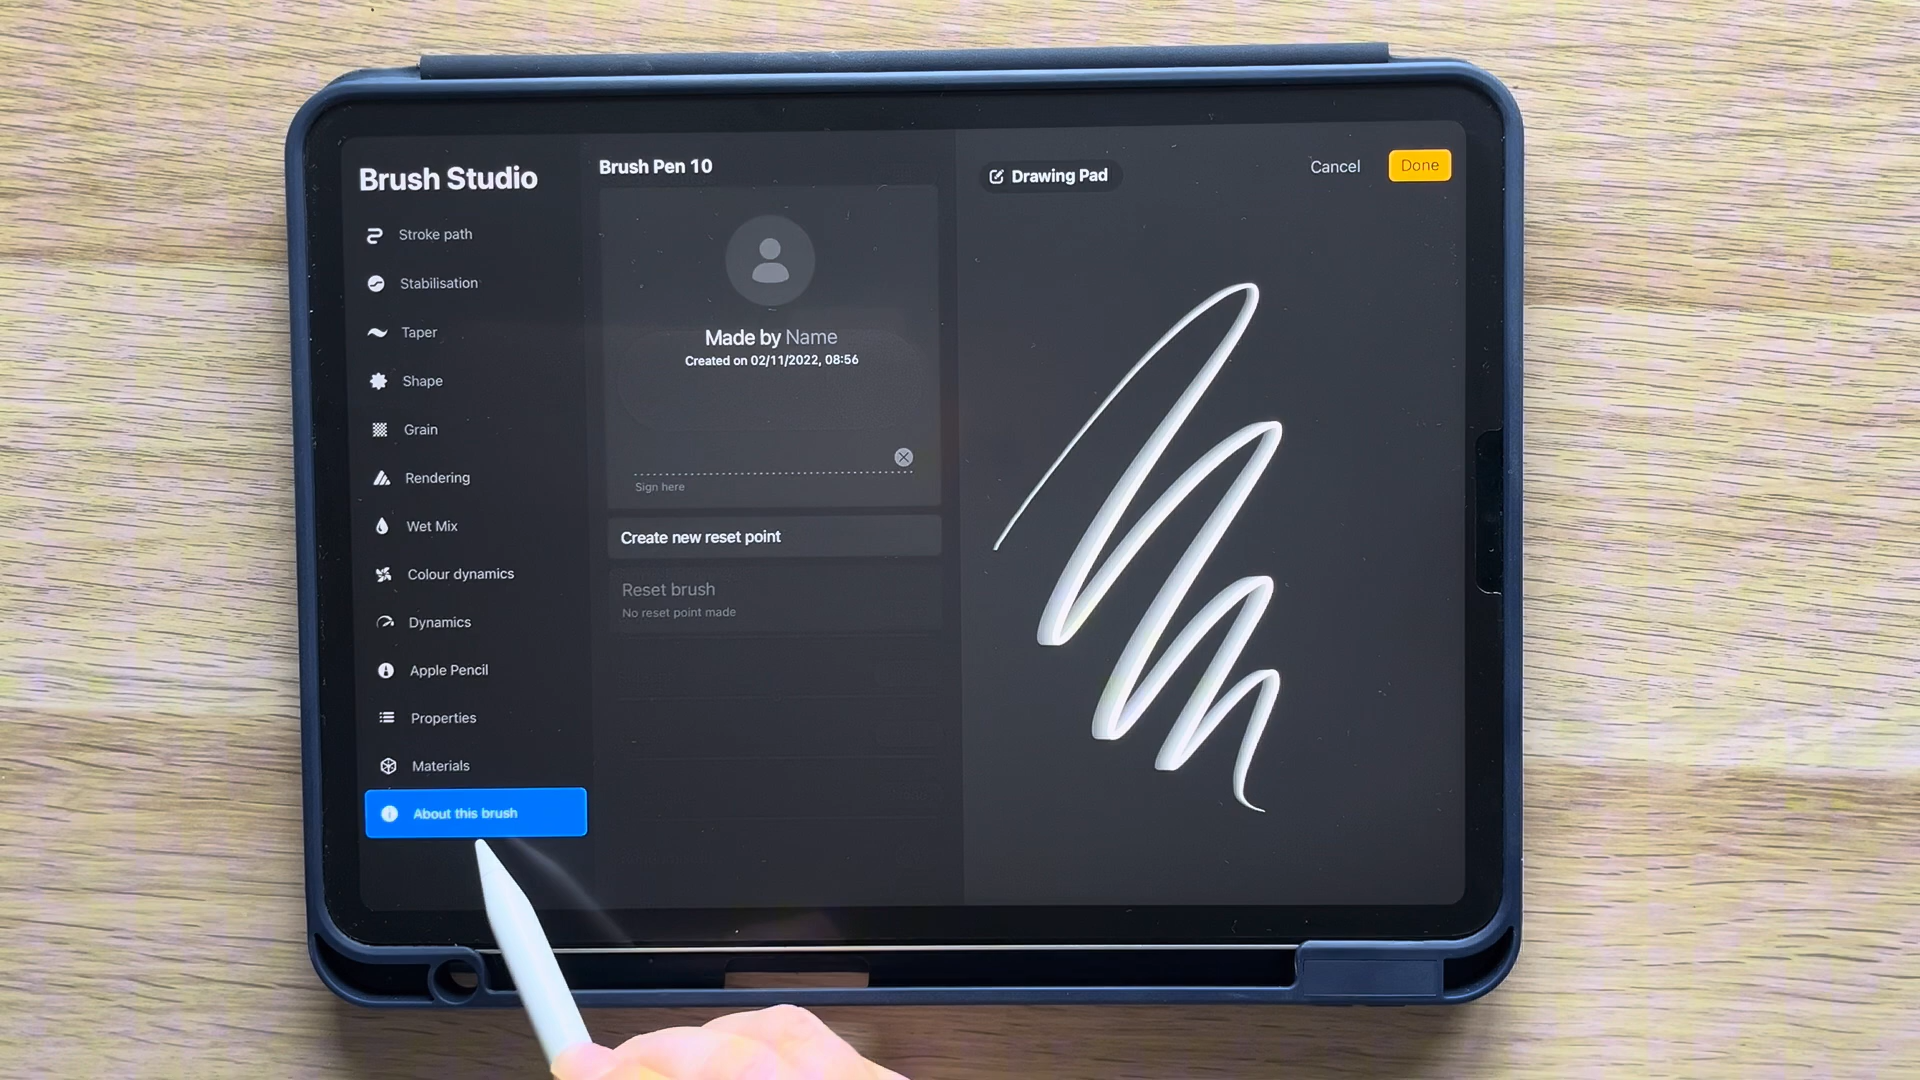 Brush Studio
Stroke path
Stabilisation
Taper
Shape
Grain
Rendering
Wet Mix
Colour dynamics
Dynamics
Apple Pencil
Properties
Materials
About this brush
Brush Pen 10
Made by Name
Created on 02/11/2022, 08:56
Sign here
Create new reset point
Reset brush
No reset point made
Drawing Pad
Cancel
Done